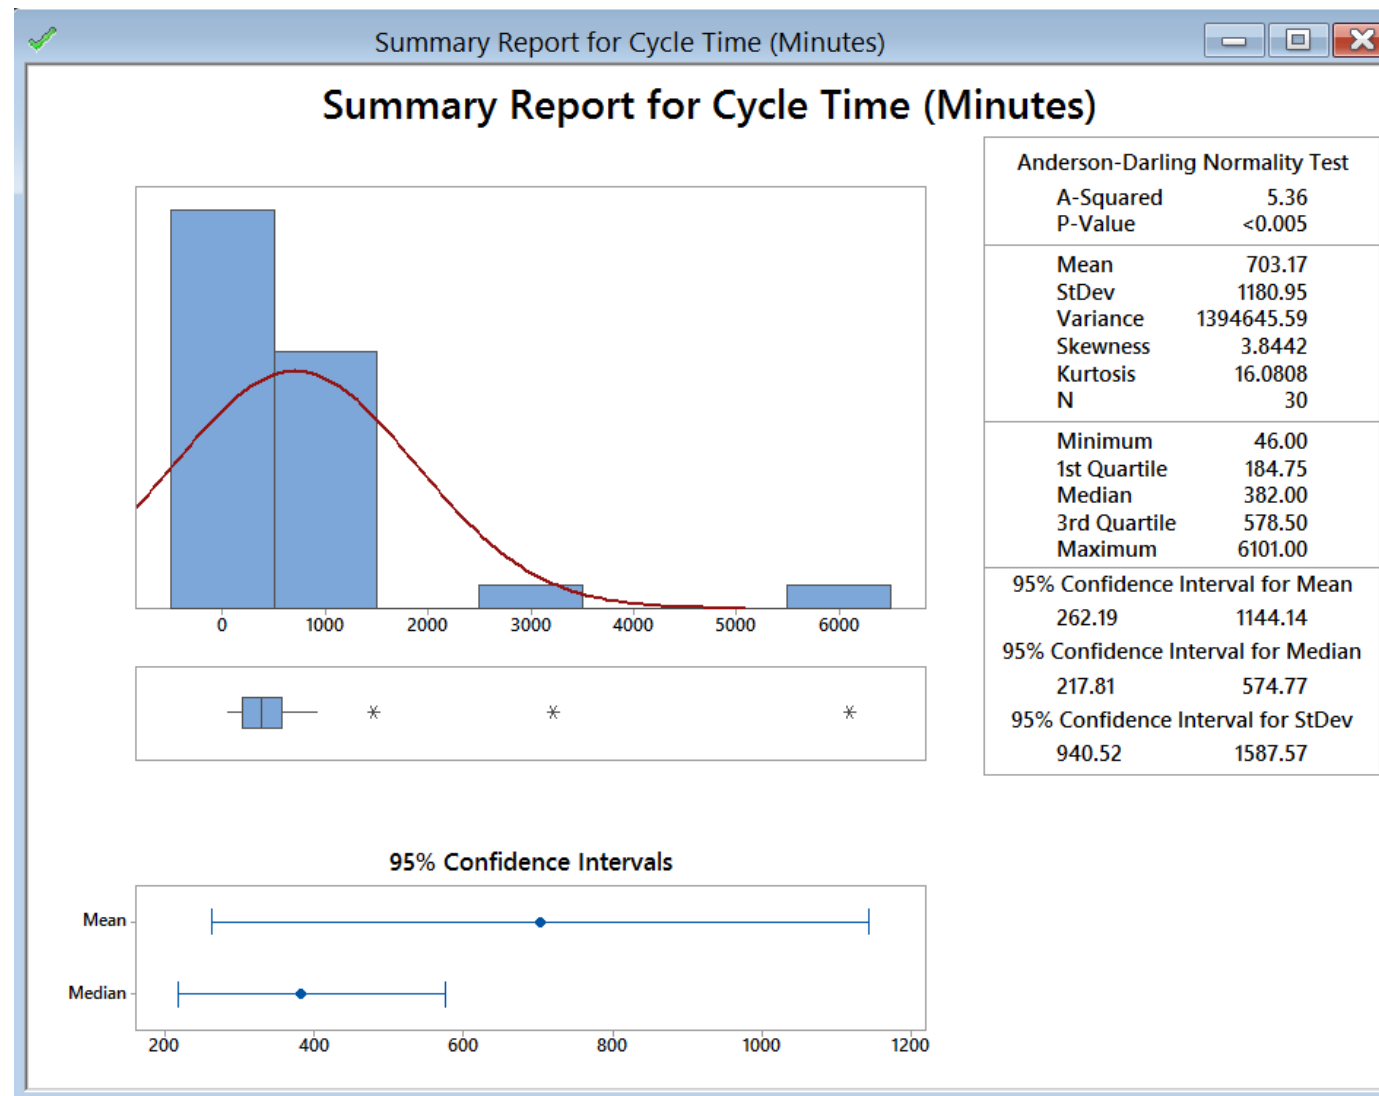 Summary Report for Cycle Time (Minutes)
Summary Report for Cycle Time (Minutes)
0 1000 2000 3000 4000 5000 6000
95% Confidence Intervals
Mean
Median
200 400 600 800 1000 1200
Anderson-Darling Normality Test
A-Squared 5.36
P-Value <0.005
Mean 703.17
StDev 1180.95
Variance 1394645.59
Skewness 3.8442
Kurtosis 16.0808
N 30
Minimum 46.00
1st Quartile 184.75
Median 382.00
3rd Quartile 578.50
Maximum 6101.00
95% Confidence Interval for Mean
262.19 1144.14
95% Confidence Interval for Median
217.81 574.77
95% Confidence Interval for StDev
940.52 1587.57